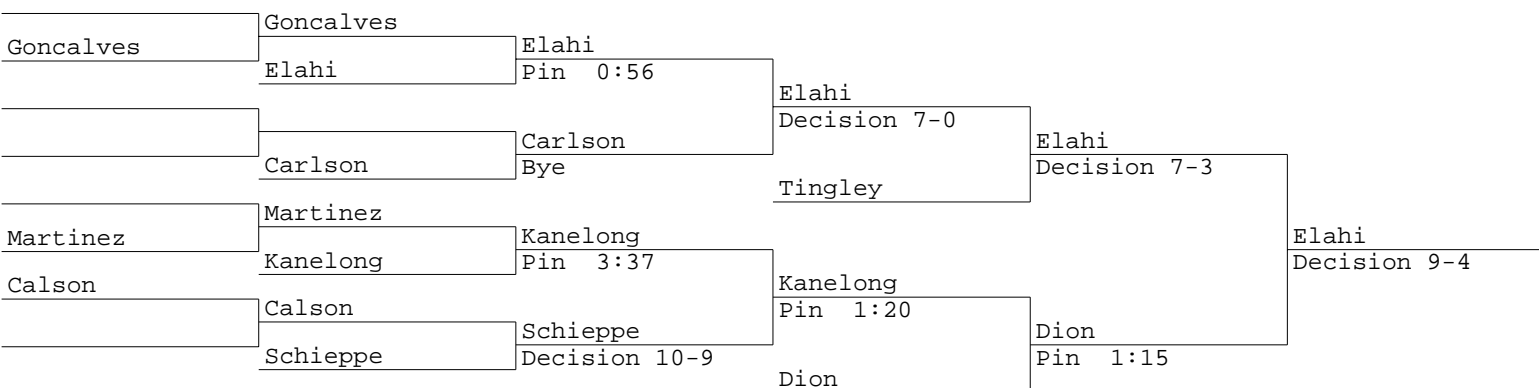 Goncalves
Goncalves
Elahi
Elahi
Pin 0:56
Elahi
Decision 7-0
Carlson
Carlson
Bye
Elahi
Decision 7-3
Tingley
Martinez
Martinez
Kanelong
Kanelong
Pin 3:37
Elahi
Decision 9-4
Calson
Calson
Kanelong
Pin 1:20
Schieppe
Schieppe
Decision 10-9
Dion
Pin 1:15
Dion